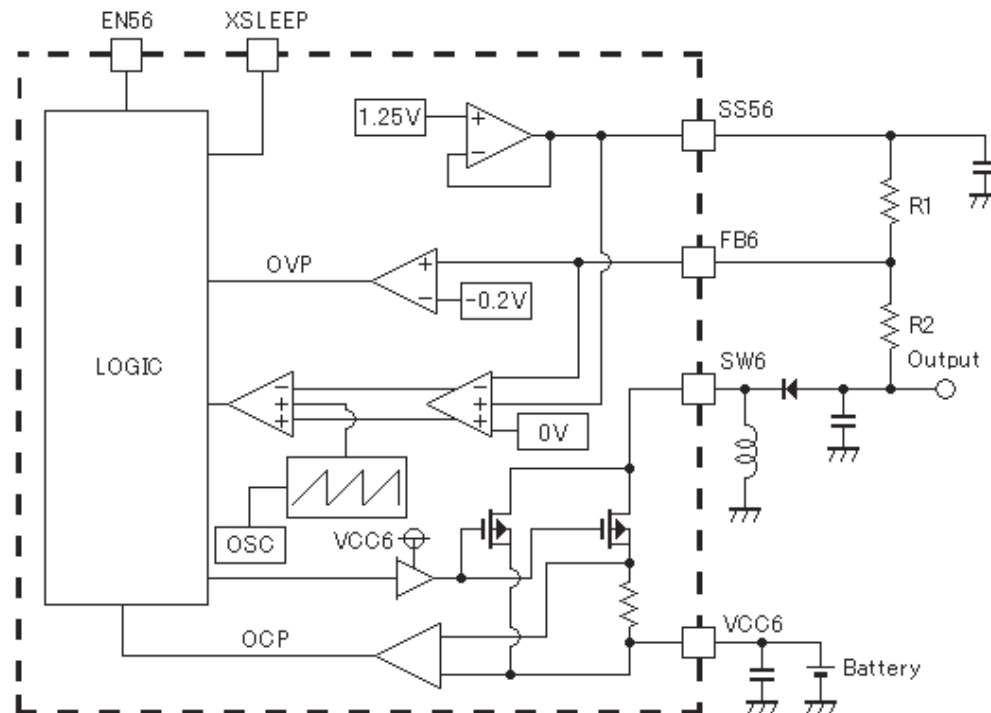 EN56
XSLEEP
SS56
1.25V
R1
FB6
OVP
-0.2V
R2
LOGIC
SW6
Output
0V
OSC
VCC6
OCP
VCC6
Battery